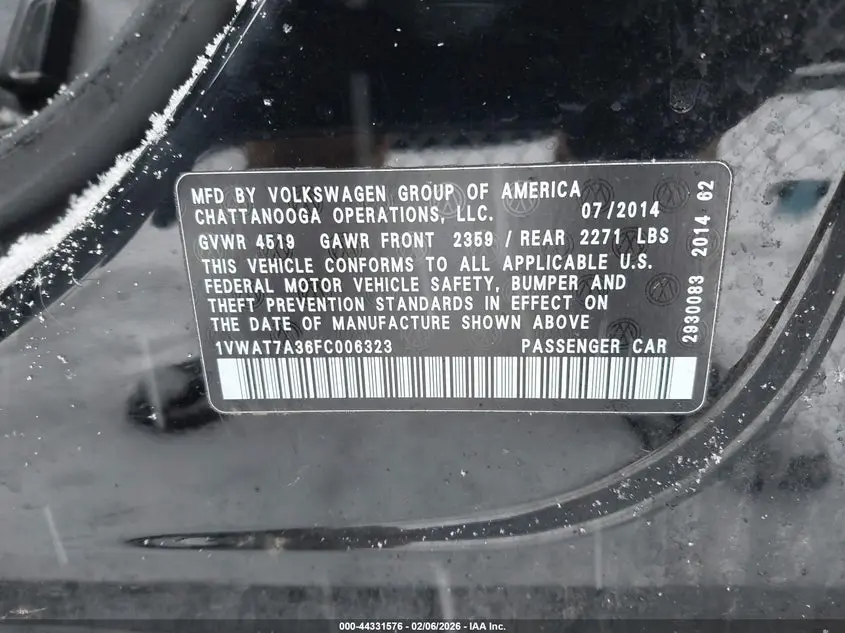 MFD BY VOLKSWAGEN GROUP OF AMERICA
CHATTANOOGA OPERATIONS, LLC. 07/2014
GVWR 4519 GAWR FRONT 2359 / REAR 2271 LBS
THIS VEHICLE CONFORMS TO ALL APPLICABLE U.S.
FEDERAL MOTOR VEHICLE SAFETY, BUMPER AND
THEFT PREVENTION STANDARDS IN EFFECT ON
THE DATE OF MANUFACTURE SHOWN ABOVE
1VWAT7A36FC006323 PASSENGER CAR
2930083 2014 62
000-44331576 - 02/06/2026 - IAA Inc.